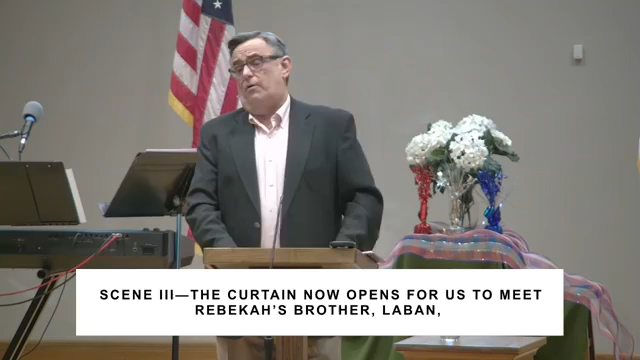 SCENE III—THE CURTAIN NOW OPENS FOR US TO MEET
REBEKAH’S BROTHER, LABAN,